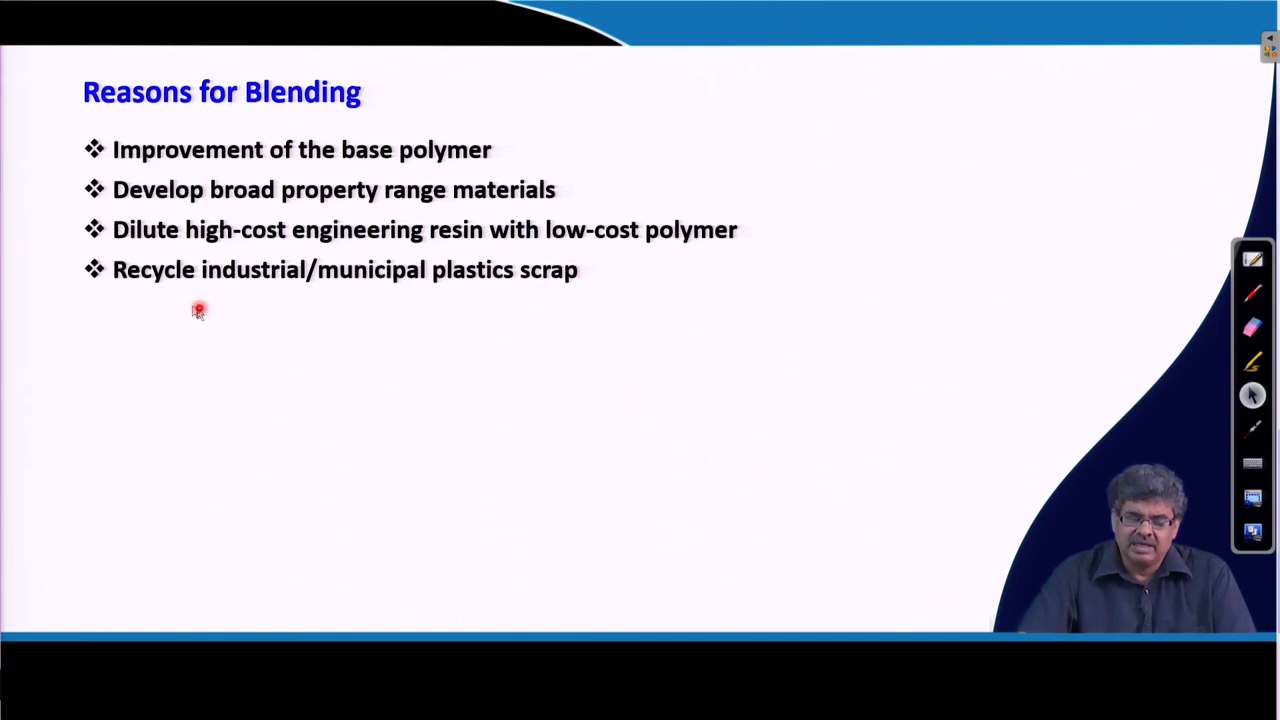 Reasons for Blending
❖ Improvement of the base polymer
❖ Develop broad property range materials
❖ Dilute high-cost engineering resin with low-cost polymer
❖ Recycle industrial/municipal plastics scrap